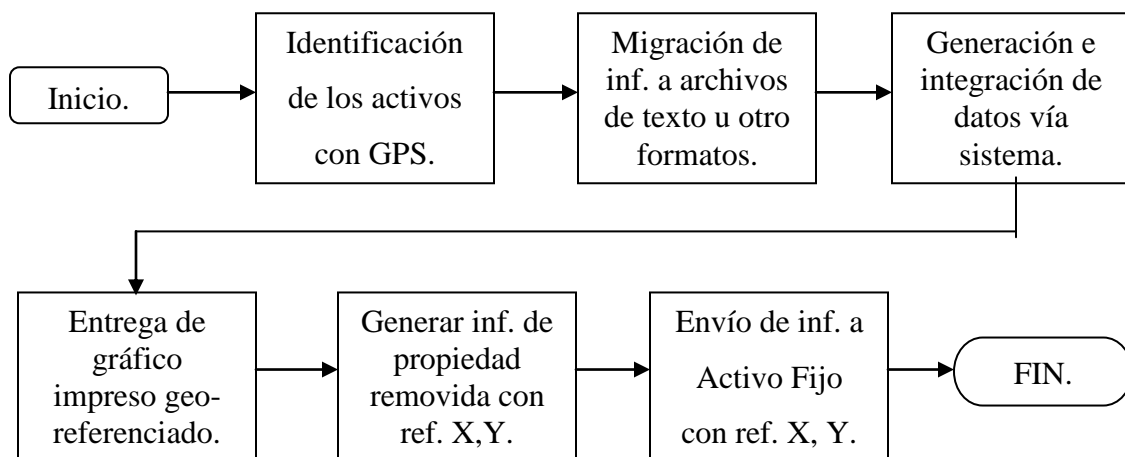 Inicio.
Identificación
de los activos
con GPS.
Migración de
inf. a archivos
de texto u otro
formatos.
Generación e
integración de
datos vía
sistema.
Entrega de
gráfico
impreso geo-
referenciado.
Generar inf. de
propiedad
removida con
ref. X,Y.
Envío de inf. a
Activo Fijo
con ref. X, Y.
FIN.